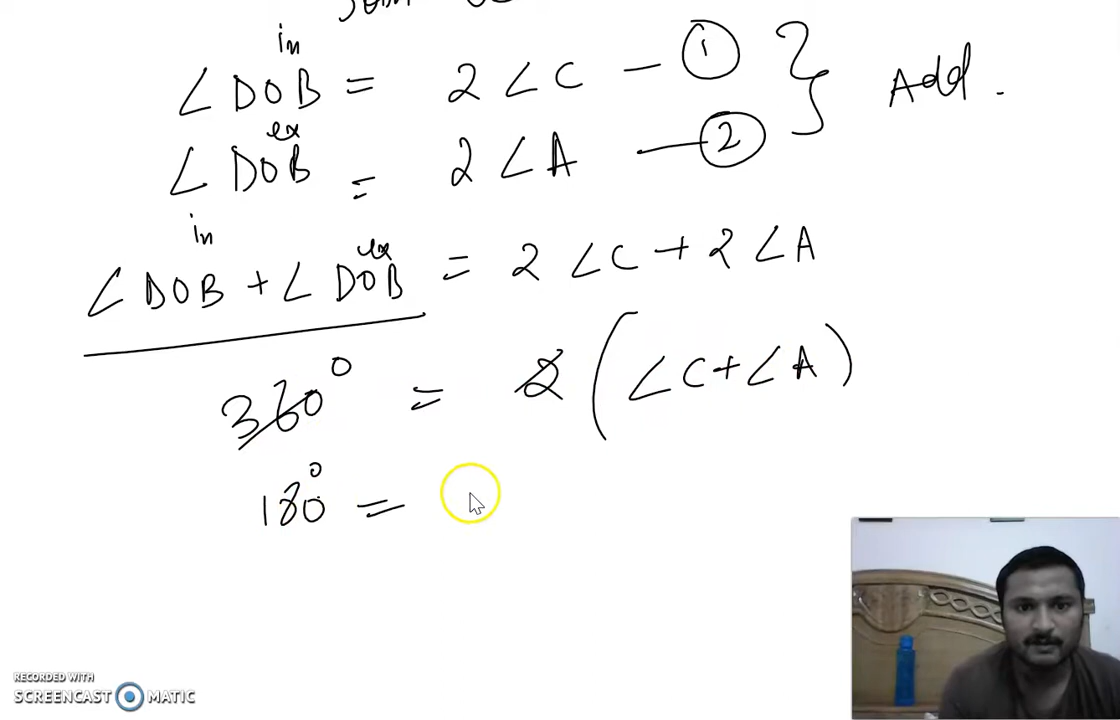 in
∠DOB = 2∠C – ①
Add.
ex
∠DOB = 2∠A — ②
in ex
∠DOB + ∠DOB = 2∠C + 2∠A
360° = 2(∠C+∠A)
180° =
RECORDED WITH
SCREENCAST MATIC